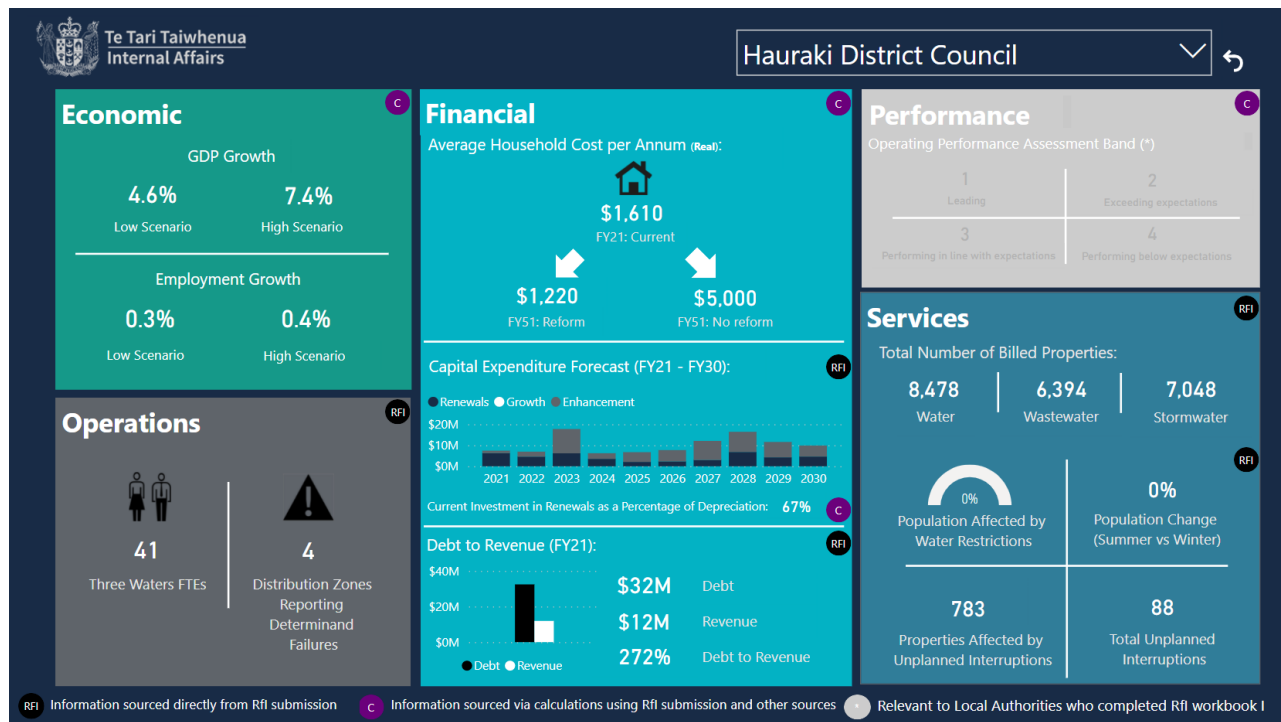 Te Tari Taiwhenua
Internal Affairs
Hauraki District Council
Economic
C
GDP Growth
4.6%
7.4%
Low Scenario
High Scenario
Employment Growth
0.3%
0.4%
Low Scenario
High Scenario
Operations
RFI
41
4
Three Waters FTEs
Distribution Zones
Reporting
Determinand
Failures
Financial
C
Average Household Cost per Annum (Real):
$1,610
FY21: Current
$1,220
$5,000
FY51: Reform
FY51: No reform
Capital Expenditure Forecast (FY21 - FY30):
RFI
Renewals Growth Enhancement
$20M
$10M
$0M
2021 2022 2023 2024 2025 2026 2027 2028 2029 2030
Current Investment in Renewals as a Percentage of Depreciation: 67%
C
Debt to Revenue (FY21):
RFI
$40M
$20M
$0M
Debt Revenue
$32M Debt
$12M Revenue
272% Debt to Revenue
Performance
C
Operating Performance Assessment Band (*)
1
2
Leading
Exceeding expectations
3
4
Performing in line with expectations
Performing below expectations
Services
RFI
Total Number of Billed Properties:
8,478
6,394
7,048
Water
Wastewater
Stormwater
RFI
0%
0%
Population Affected by
Water Restrictions
Population Change
(Summer vs Winter)
783
88
Properties Affected by
Unplanned Interruptions
Total Unplanned
Interruptions
RFI Information sourced directly from RfI submission
C Information sourced via calculations using RfI submission and other sources
* Relevant to Local Authorities who completed RfI workbook I